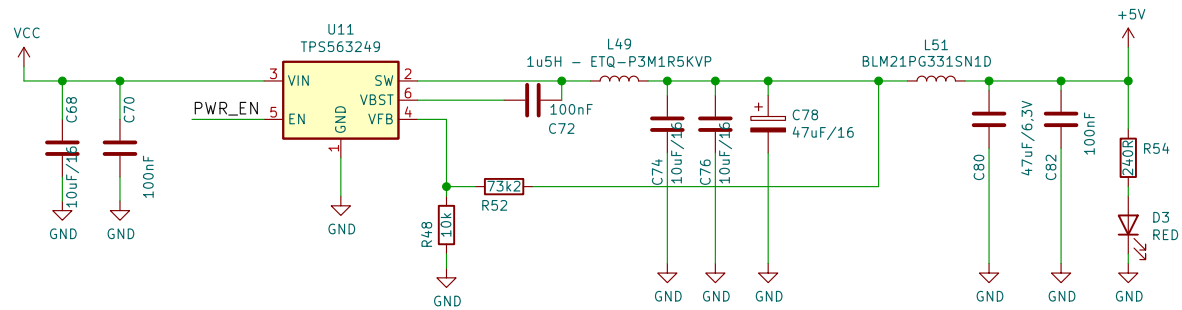 VCC
C68
10uF/16
GND
C70
100nF
GND
PWR_EN
U11
TPS563249
3
VIN
SW
2
VBST
6
5
EN
VFB
4
GND
1
GND
100nF
C72
L49
1u5H - ETQ-P3M1R5KVP
73k2
R52
R48
10k
GND
C74
10uF/16
GND
C76
10uF/16
GND
C78
47uF/16
GND
L51
BLM21PG331SN1D
+5V
C80
47uF/6,3V
GND
C82
100nF
GND
R54
240R
D3
RED
GND